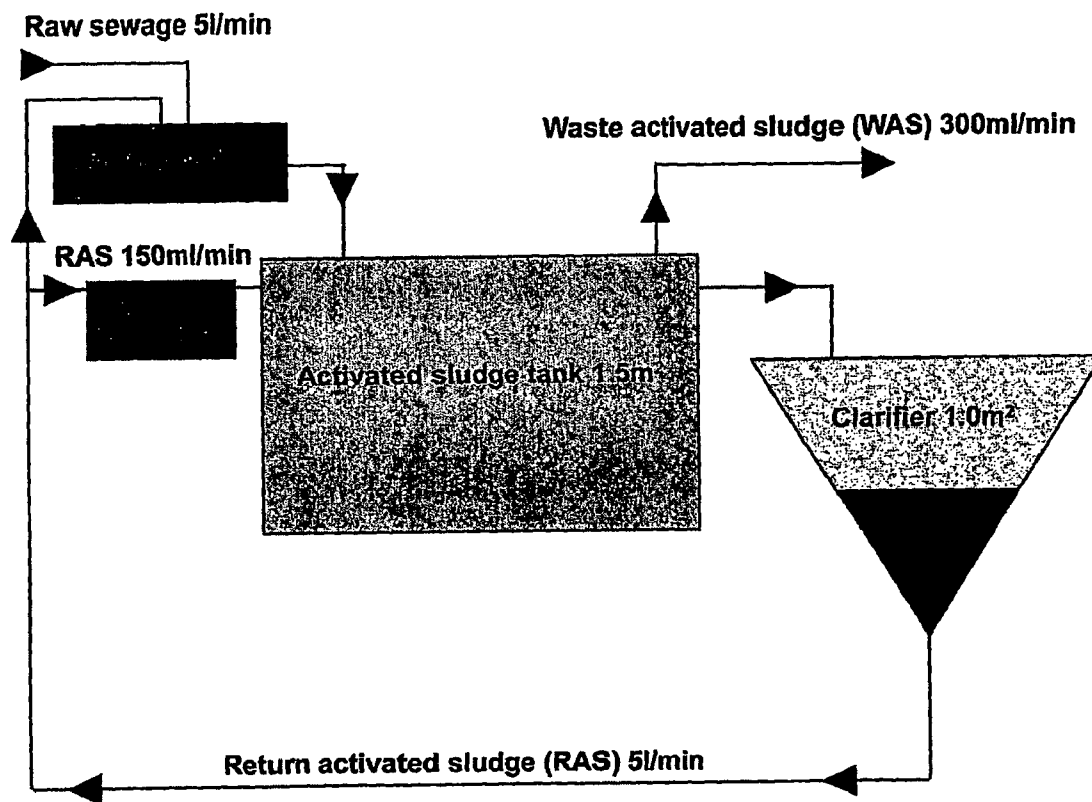 Raw sewage 5l/min
Waste activated sludge (WAS) 300ml/min
RAS 150ml/min
Activated sludge tank 1.5m
Clarifier 1.0m²
Return activated sludge (RAS) 5l/min